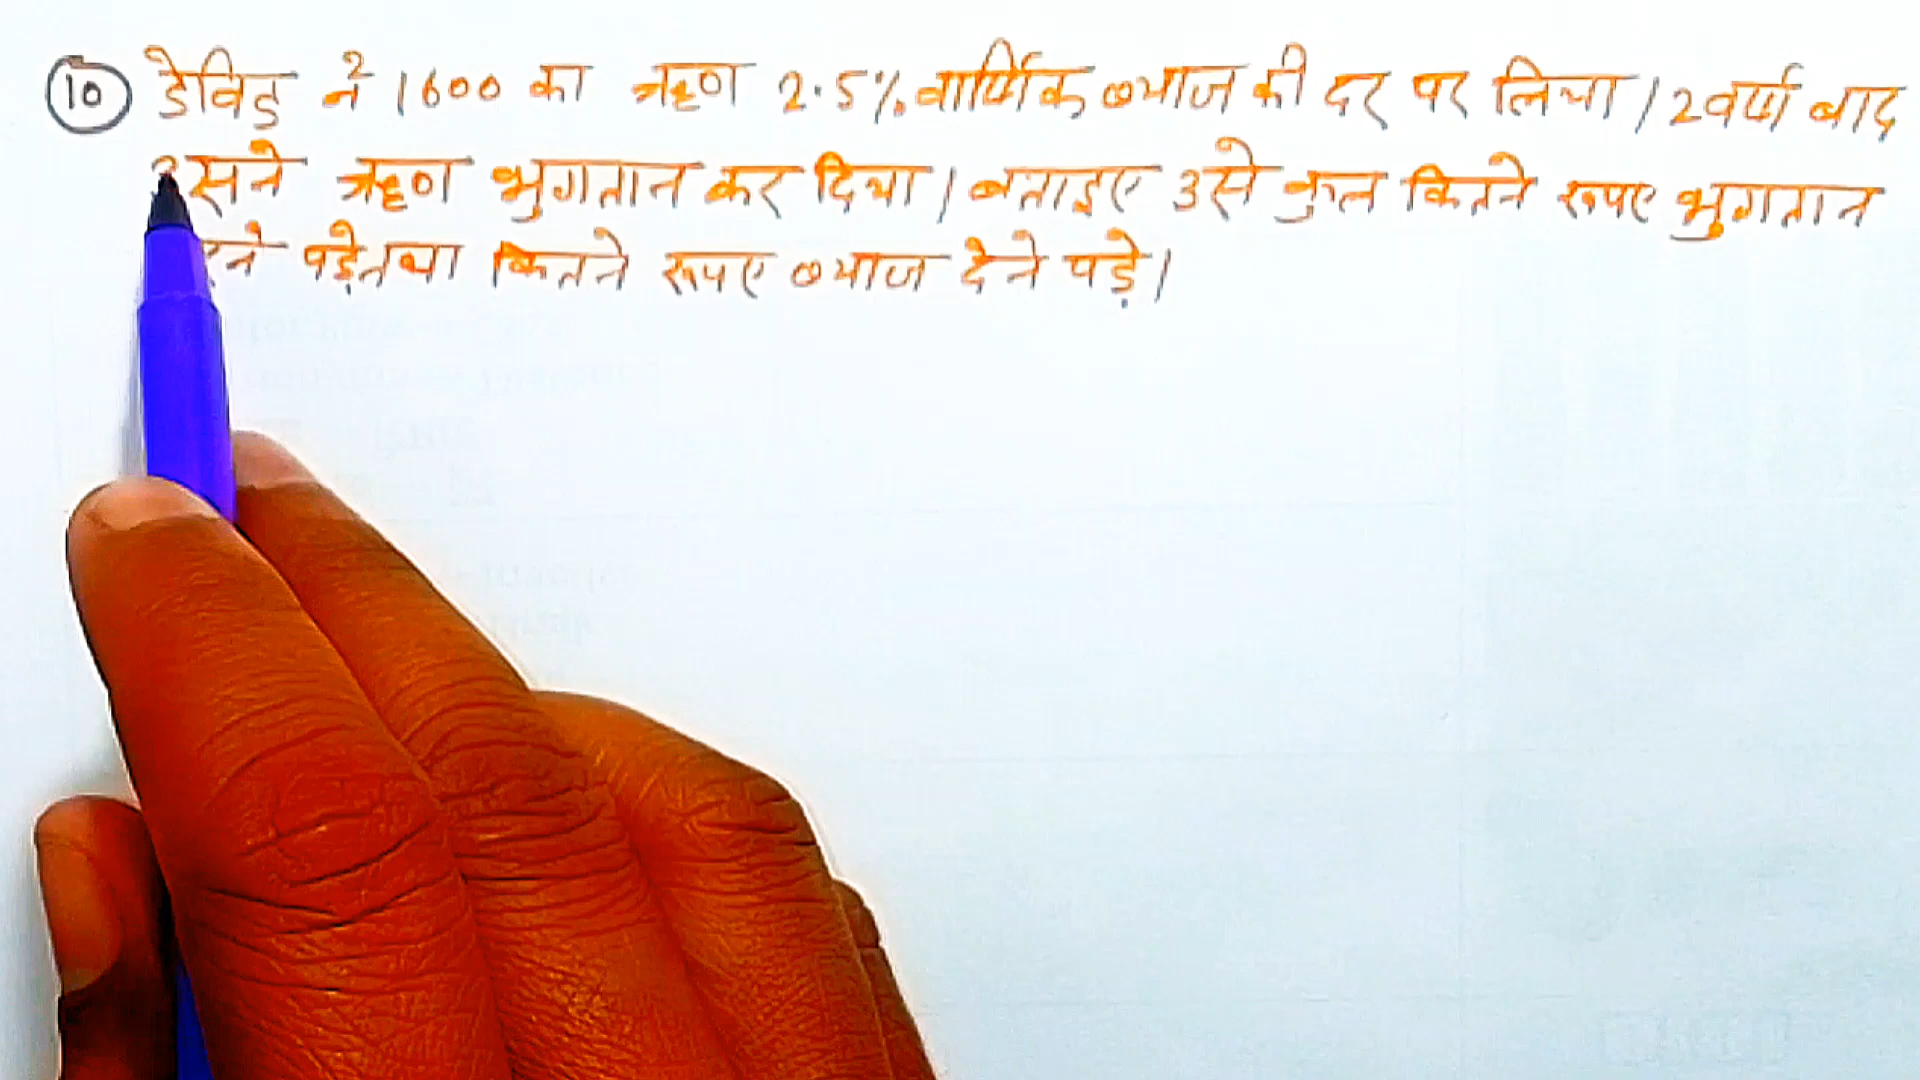 10 डेविड ने 1600 का ऋण 2.5% वार्षिक ब्याज की दर पर लिया। 2 वर्ष बाद
उसने ऋण भुगतान कर दिया। बताइए उसे कुल कितने रूपए भुगतान
पड़े तथा कितने रूपए ब्याज देने पड़े।